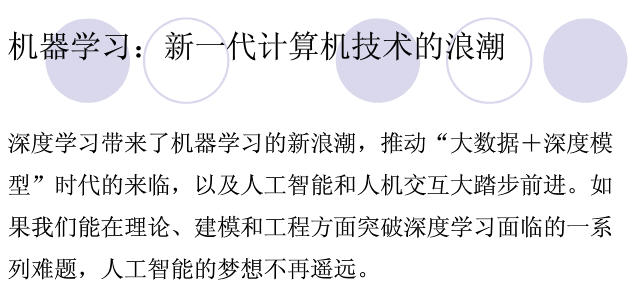 机器学习：新一代计算机技术的浪潮
深度学习带来了机器学习的新浪潮，推动“大数据＋深度模
型”时代的来临，以及人工智能和人机交互大踏步前进。如
果我们能在理论、建模和工程方面突破深度学习面临的一系
列难题，人工智能的梦想不再遥远。